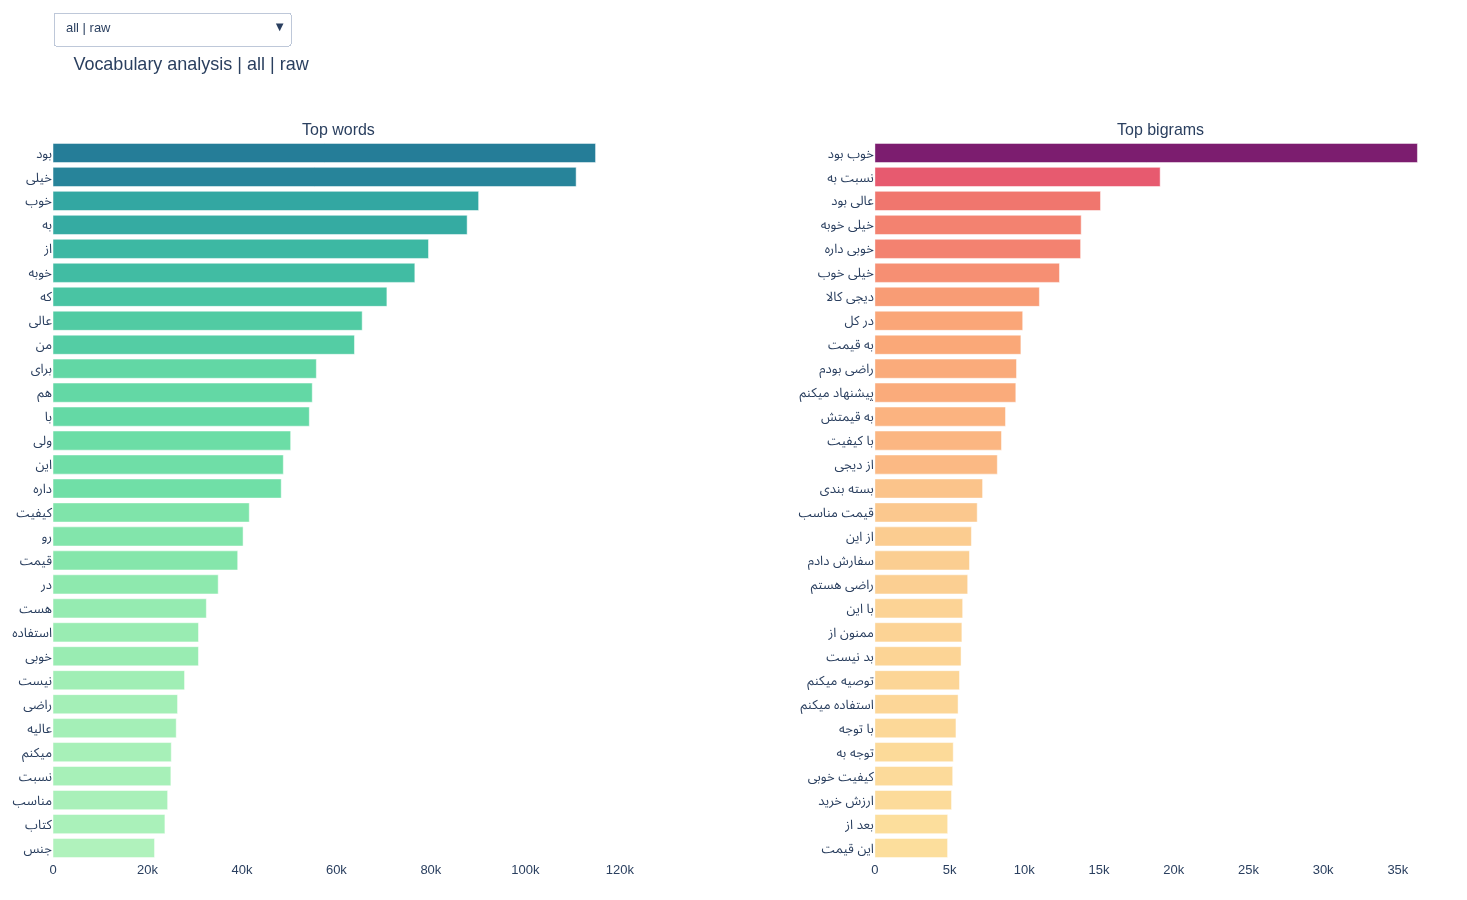 all | raw ▼
Vocabulary analysis | all | raw
Top words
بود
خیلی
خوب
به
از
خوبه
که
عالی
من
برای
هم
با
ولی
این
داره
کیفیت
رو
قیمت
در
هست
استفاده
خوبی
نیست
راضی
عالیه
میکنم
نسبت
مناسب
کتاب
جنس
0 20k 40k 60k 80k 100k 120k
Top bigrams
خوب بود
نسبت به
عالی بود
خیلی خوبه
خوبی داره
خیلی خوب
دیجی کالا
در کل
به قیمت
راضی بودم
پیشنهاد میکنم
به قیمتش
با کیفیت
از دیجی
بسته بندی
قیمت مناسب
از این
سفارش دادم
راضی هستم
با این
ممنون از
بد نیست
توصیه میکنم
استفاده میکنم
با توجه
توجه به
کیفیت خوبی
ارزش خرید
بعد از
این قیمت
0 5k 10k 15k 20k 25k 30k 35k